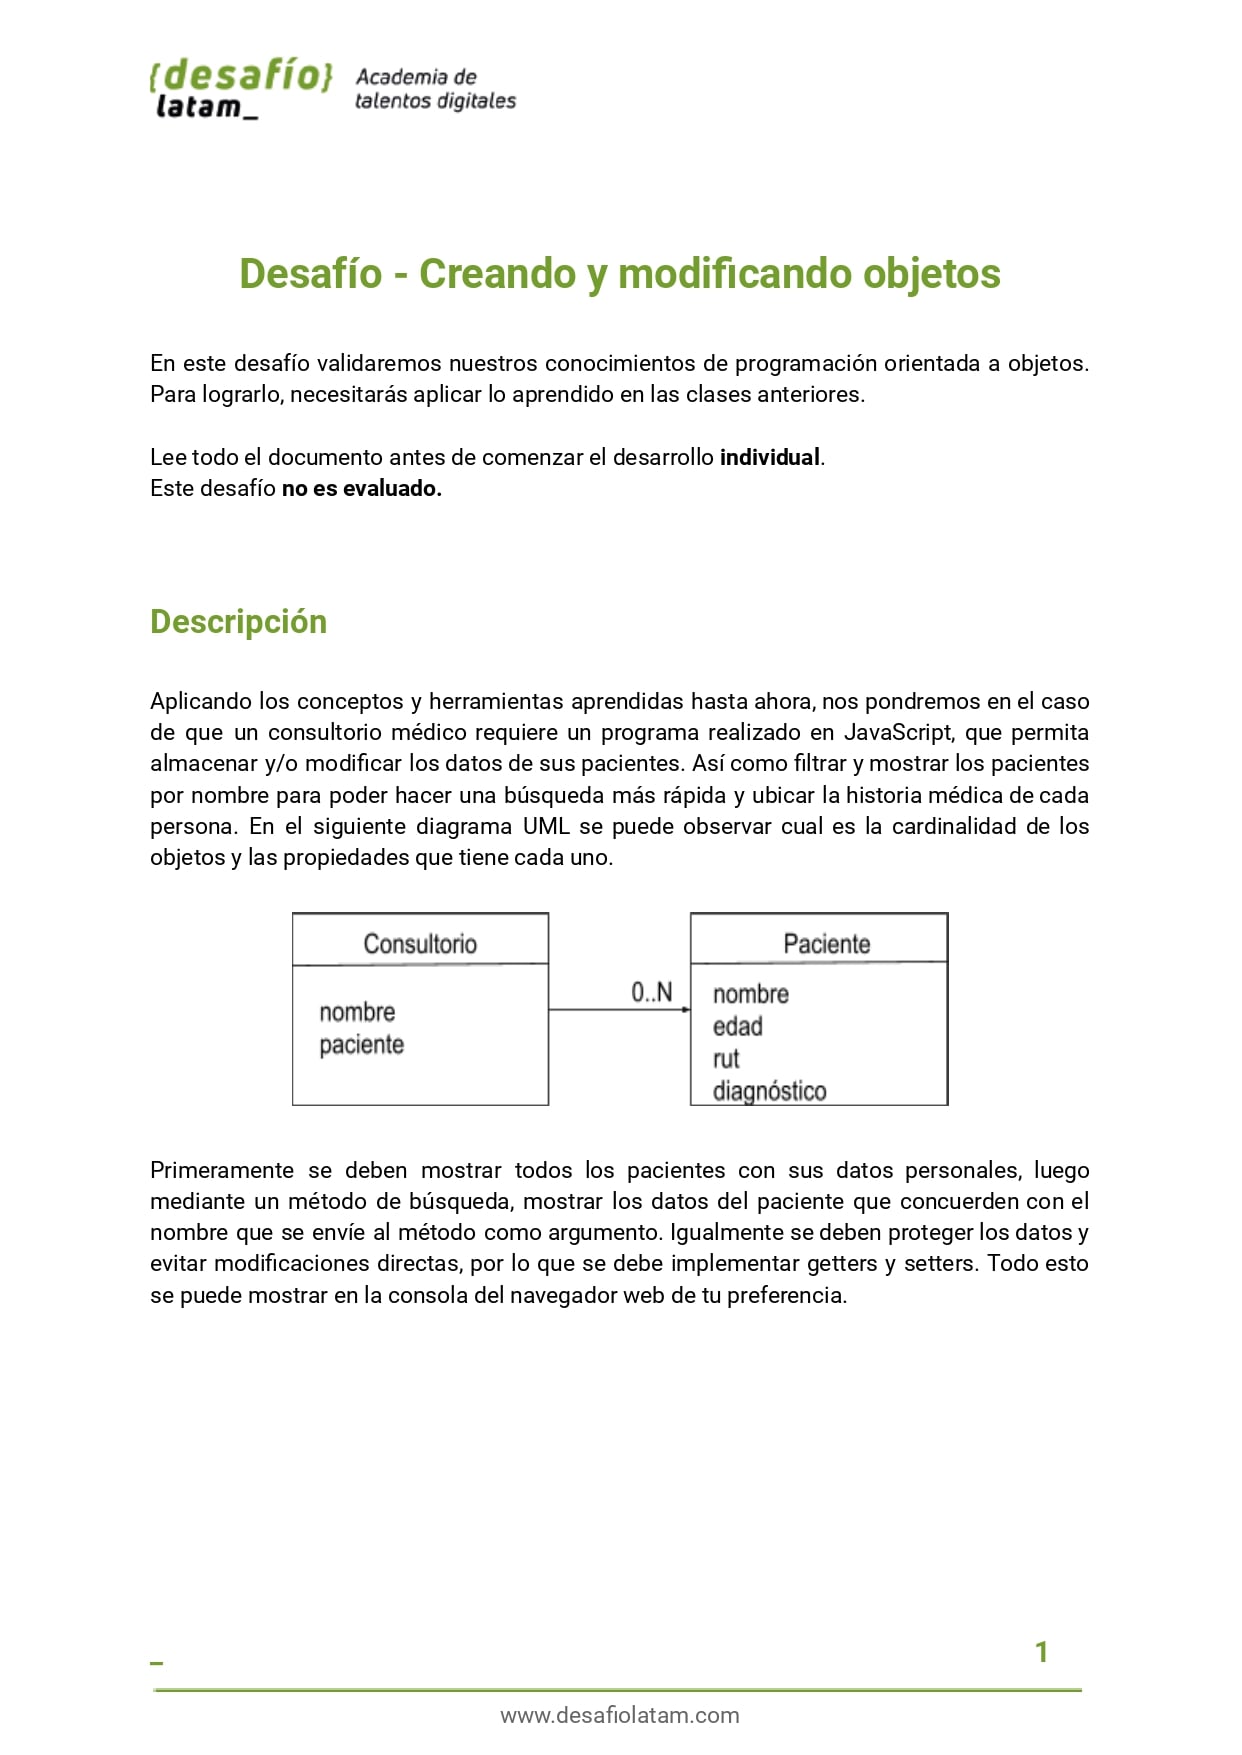 {desafío}
latam_
Academia de
talentos digitales
Desafío - Creando y modificando objetos
En este desafío validaremos nuestros conocimientos de programación orientada a objetos.
Para lograrlo, necesitarás aplicar lo aprendido en las clases anteriores.
Lee todo el documento antes de comenzar el desarrollo individual.
Este desafío no es evaluado.
Descripción
Aplicando los conceptos y herramientas aprendidas hasta ahora, nos pondremos en el caso
de que un consultorio médico requiere un programa realizado en JavaScript, que permita
almacenar y/o modificar los datos de sus pacientes. Así como filtrar y mostrar los pacientes
por nombre para poder hacer una búsqueda más rápida y ubicar la historia médica de cada
persona. En el siguiente diagrama UML se puede observar cual es la cardinalidad de los
objetos y las propiedades que tiene cada uno.
Consultorio
nombre
paciente
0..N
Paciente
nombre
edad
rut
diagnóstico
Primeramente se deben mostrar todos los pacientes con sus datos personales, luego
mediante un método de búsqueda, mostrar los datos del paciente que concuerden con el
nombre que se envíe al método como argumento. Igualmente se deben proteger los datos y
evitar modificaciones directas, por lo que se debe implementar getters y setters. Todo esto
se puede mostrar en la consola del navegador web de tu preferencia.
_
1
www.desafiolatam.com